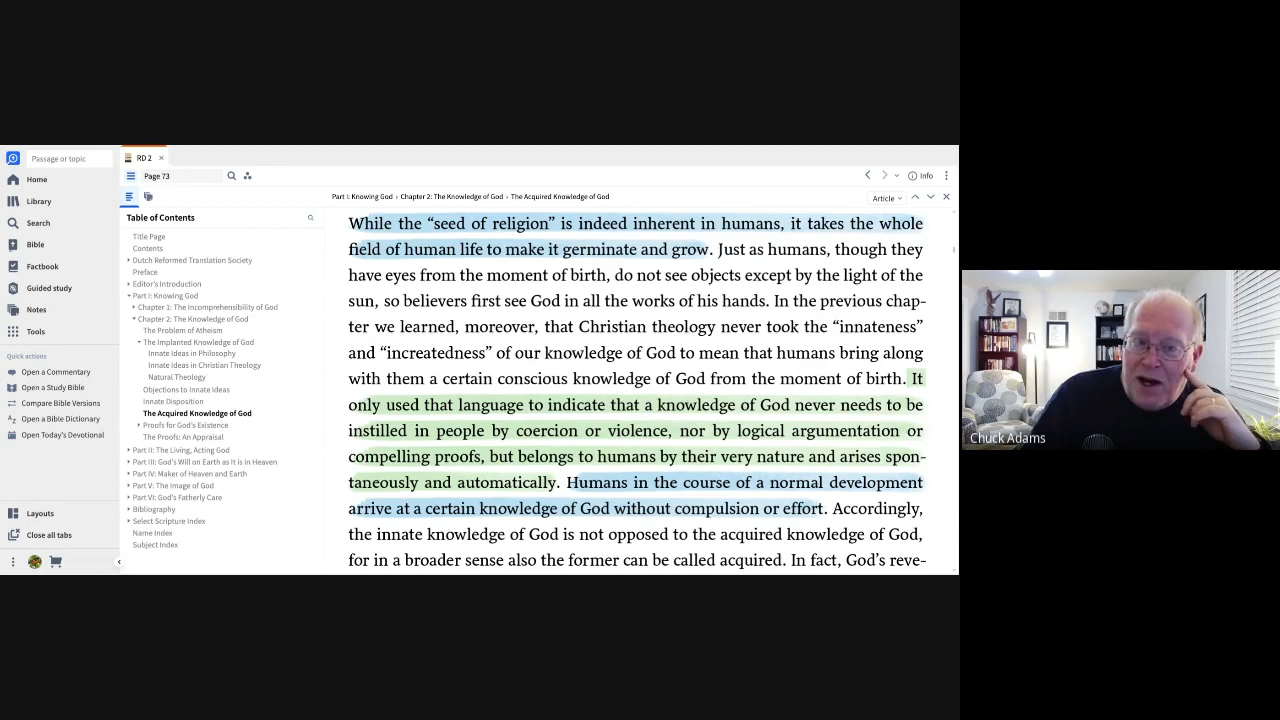 Passage or topic
Home
Library
Search
Bible
Factbook
Guided study
Notes
Tools
Quick actions
Open a Commentary
Open a Study Bible
Compare Bible Versions
Open a Bible Dictionary
Open Today's Devotional
Layouts
Close all tabs
RD 2
Page 73
Info
Part I: Knowing God › Chapter 2: The Knowledge of God › The Acquired Knowledge of God
Article
Table of Contents
Title Page
Contents
Dutch Reformed Translation Society
Preface
Editor's Introduction
Part I: Knowing God
Chapter 1: The Incomprehensibility of God
Chapter 2: The Knowledge of God
The Problem of Atheism
The Implanted Knowledge of God
Innate Ideas in Philosophy
Innate Ideas in Christian Theology
Natural Theology
Objections to Innate Ideas
Innate Disposition
The Acquired Knowledge of God
Proofs for God's Existence
The Proofs: An Appraisal
Part II: The Living, Acting God
Part III: God's Will on Earth as It is in Heaven
Part IV: Maker of Heaven and Earth
Part V: The Image of God
Part VI: God's Fatherly Care
Bibliography
Select Scripture Index
Name Index
Subject Index
While the “seed of religion” is indeed inherent in humans, it takes the whole
field of human life to make it germinate and grow. Just as humans, though they
have eyes from the moment of birth, do not see objects except by the light of the
sun, so believers first see God in all the works of his hands. In the previous chap-
ter we learned, moreover, that Christian theology never took the “innateness”
and “increatedness” of our knowledge of God to mean that humans bring along
with them a certain conscious knowledge of God from the moment of birth. It
only used that language to indicate that a knowledge of God never needs to be
instilled in people by coercion or violence, nor by logical argumentation or
compelling proofs, but belongs to humans by their very nature and arises spon-
taneously and automatically. Humans in the course of a normal development
arrive at a certain knowledge of God without compulsion or effort. Accordingly,
the innate knowledge of God is not opposed to the acquired knowledge of God,
for in a broader sense also the former can be called acquired. In fact, God’s reve-
Chuck Adams